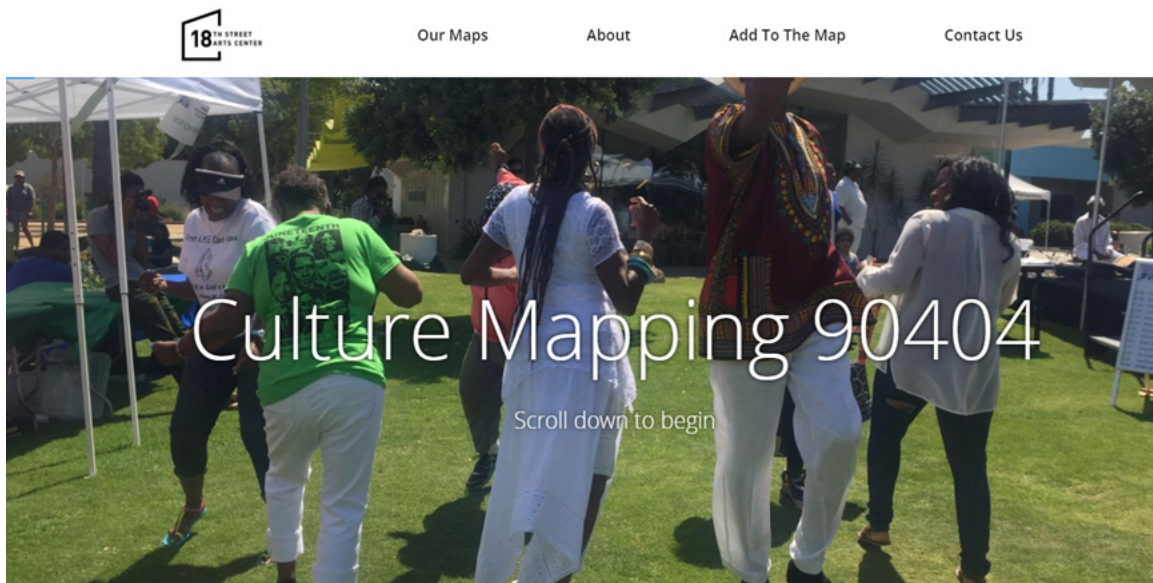 18TH STREET
ARTS CENTER
Our Maps
About
Add To The Map
Contact Us
JUNETEENTH
Culture Mapping 90404
Scroll down to begin